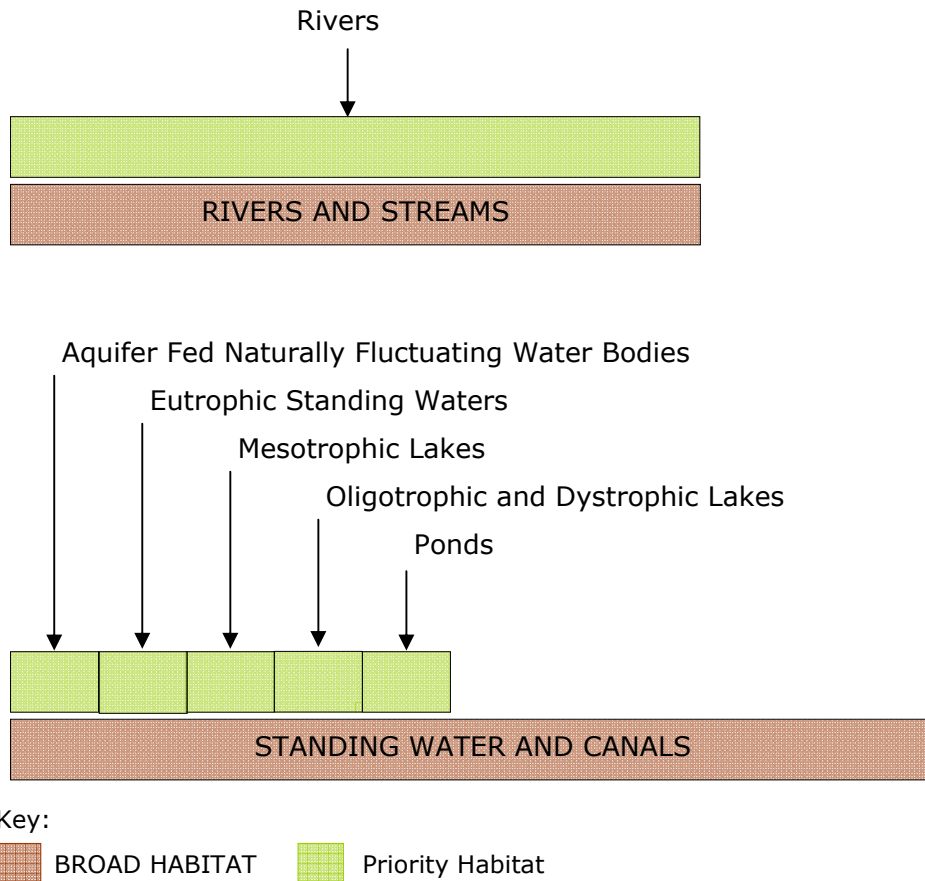 Rivers
RIVERS AND STREAMS
Aquifer Fed Naturally Fluctuating Water Bodies
Eutrophic Standing Waters
Mesotrophic Lakes
Oligotrophic and Dystrophic Lakes
Ponds
STANDING WATER AND CANALS
Key:
BROAD HABITAT Priority Habitat